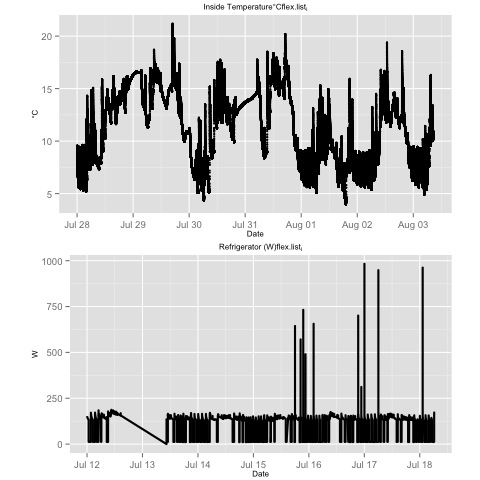 Inside Temperature°Cflex.listᵢ
°C
20
15
10
5
Jul 28 Jul 29 Jul 30 Jul 31 Aug 01 Aug 02 Aug 03
Date
Refrigerator (W)flex.listᵢ
W
1000
750
500
250
0
Jul 12 Jul 13 Jul 14 Jul 15 Jul 16 Jul 17 Jul 18
Date